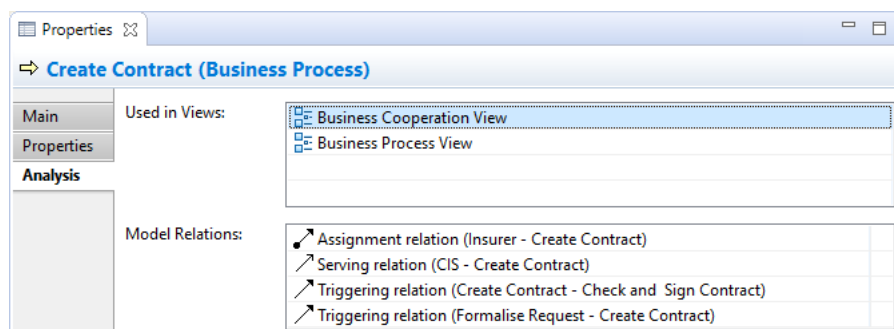 Properties
Create Contract (Business Process)
Main
Properties
Analysis
Used in Views:
Business Cooperation View
Business Process View
Model Relations:
Assignment relation (Insurer - Create Contract)
Serving relation (CIS - Create Contract)
Triggering relation (Create Contract - Check and  Sign Contract)
Triggering relation (Formalise Request - Create Contract)